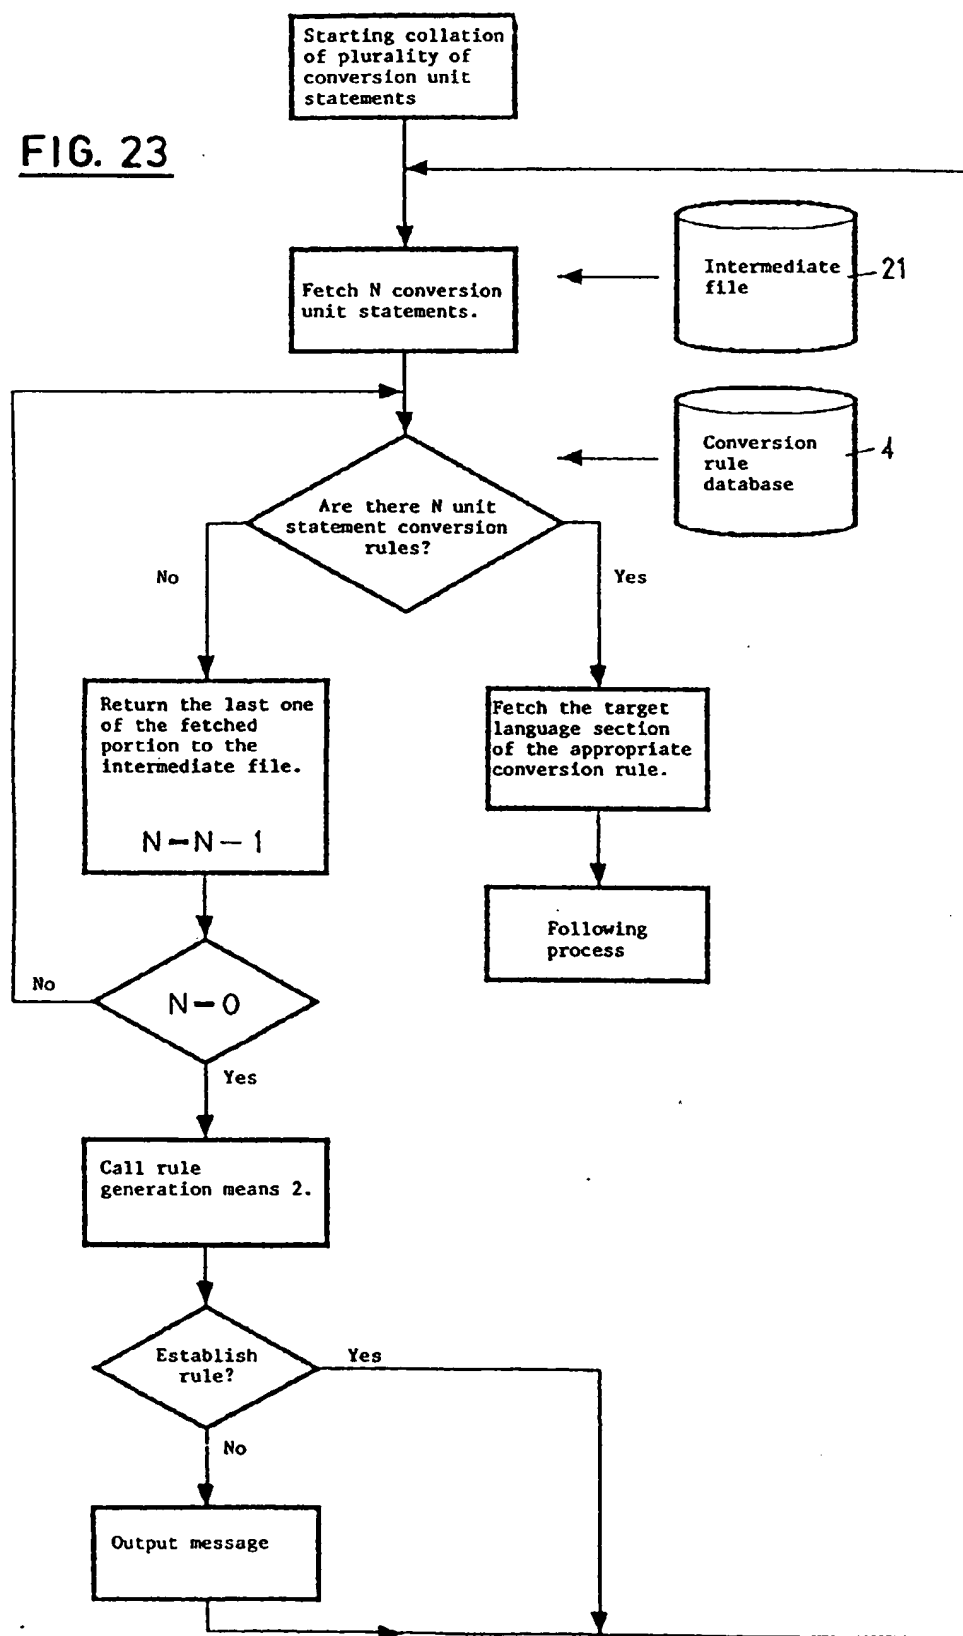 Starting collation
of plurality of
conversion unit
statements
FIG. 23
Intermediate
file
21
Fetch N conversion
unit statements.
Conversion
rule
database
4
Are there N unit
statement conversion
rules?
No
Yes
Return the last one
of the fetched
portion to the
intermediate file.
N-N-1
Fetch the target
language section
of the appropriate
conversion rule.
Following
process
No
N-0
Yes
Call rule
generation means 2.
Establish
rule?
Yes
No
Output message